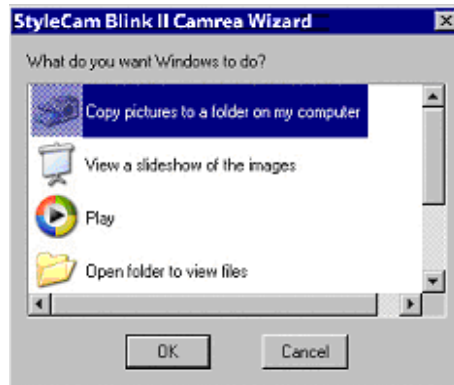 StyleCam Blink II Camrea Wizard
What do you want Windows to do?
Copy pictures to a folder on my computer
View a slideshow of the images
Play
Open folder to view files
OK
Cancel